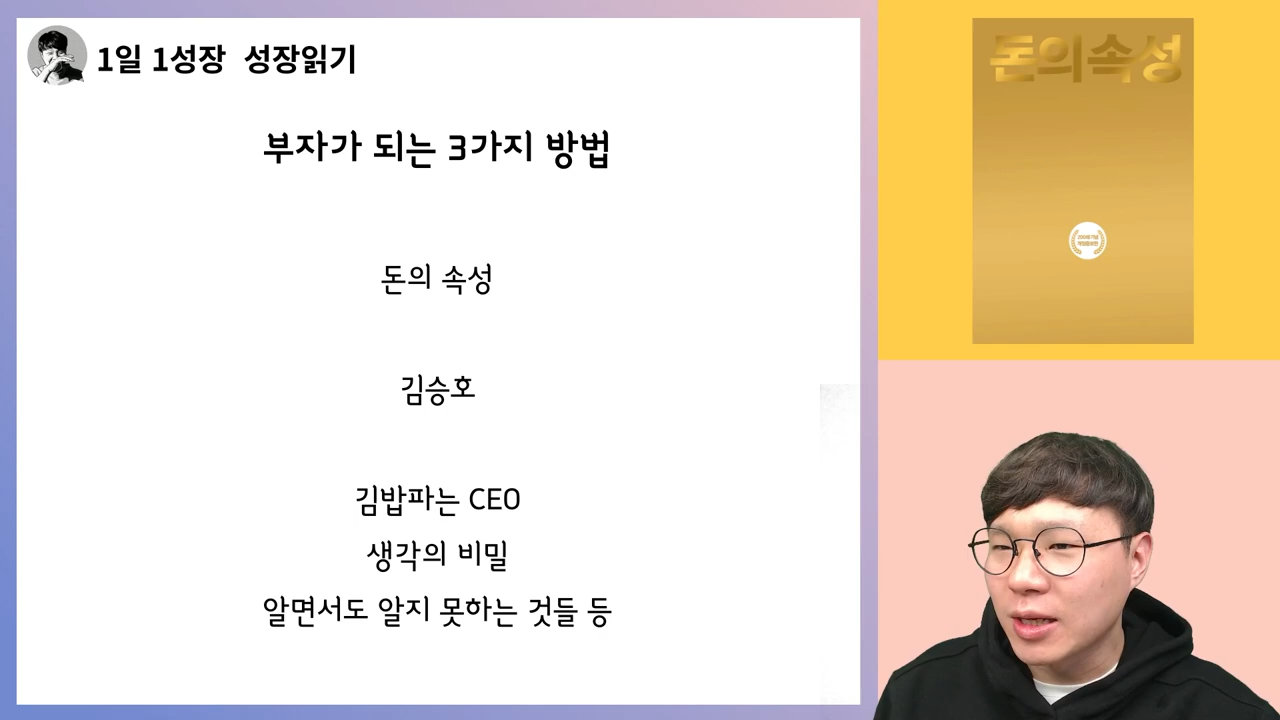 1일 1성장 성장읽기
부자가 되는 3가지 방법
돈의 속성
김승호
김밥파는 CEO
생각의 비밀
알면서도 알지 못하는 것들 등
돈의속성